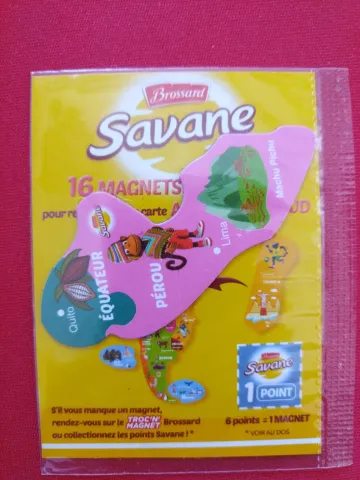 Brossard
Savane
16 MAGNETS
pour re
carte A
UD
Savane
ÉQUATEUR
Quito
PÉROU
Lima
Machu Picchu
Brossard
Savane
1 POINT
S'il vous manque un magnet,
rendez-vous sur le TROC'N MAGNET Brossard
ou collectionnez les points Savane ! *
6 points = 1 MAGNET
* VOIR AU DOS